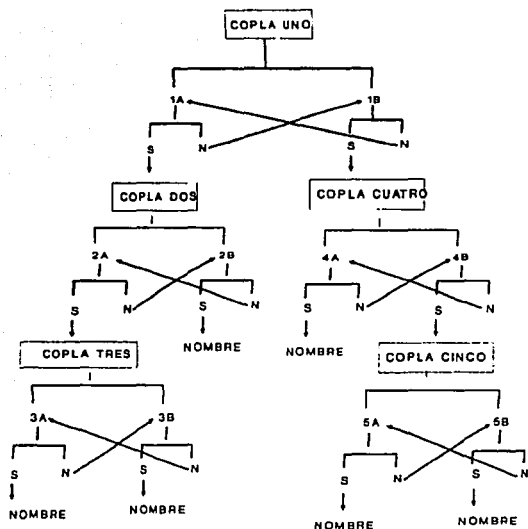 COPLA UNO
1A 1B
S N S N
COPLA DOS COPLA CUATRO
2A 2B 4A 4B
S N S N S N S N
NOMBRE NOMBRE
COPLA TRES COPLA CINCO
3A 3B 5A 5B
S N S N S N S N
NOMBRE NOMBRE NOMBRE NOMBRE